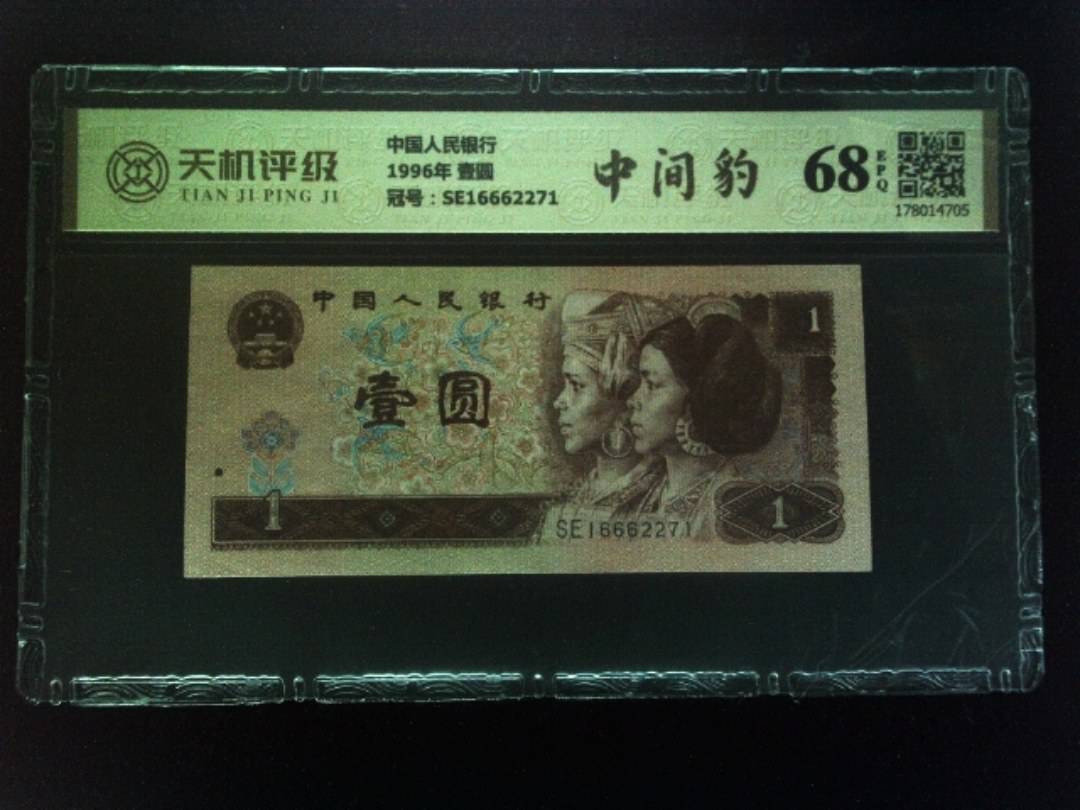 天机评级
TIAN JI PING JI
中国人民银行
1996年 壹圆
冠号：SE16662271
中间豹
68
EPQ
178014705
中国人民银行
1
壹圆
1
SE16662271
1